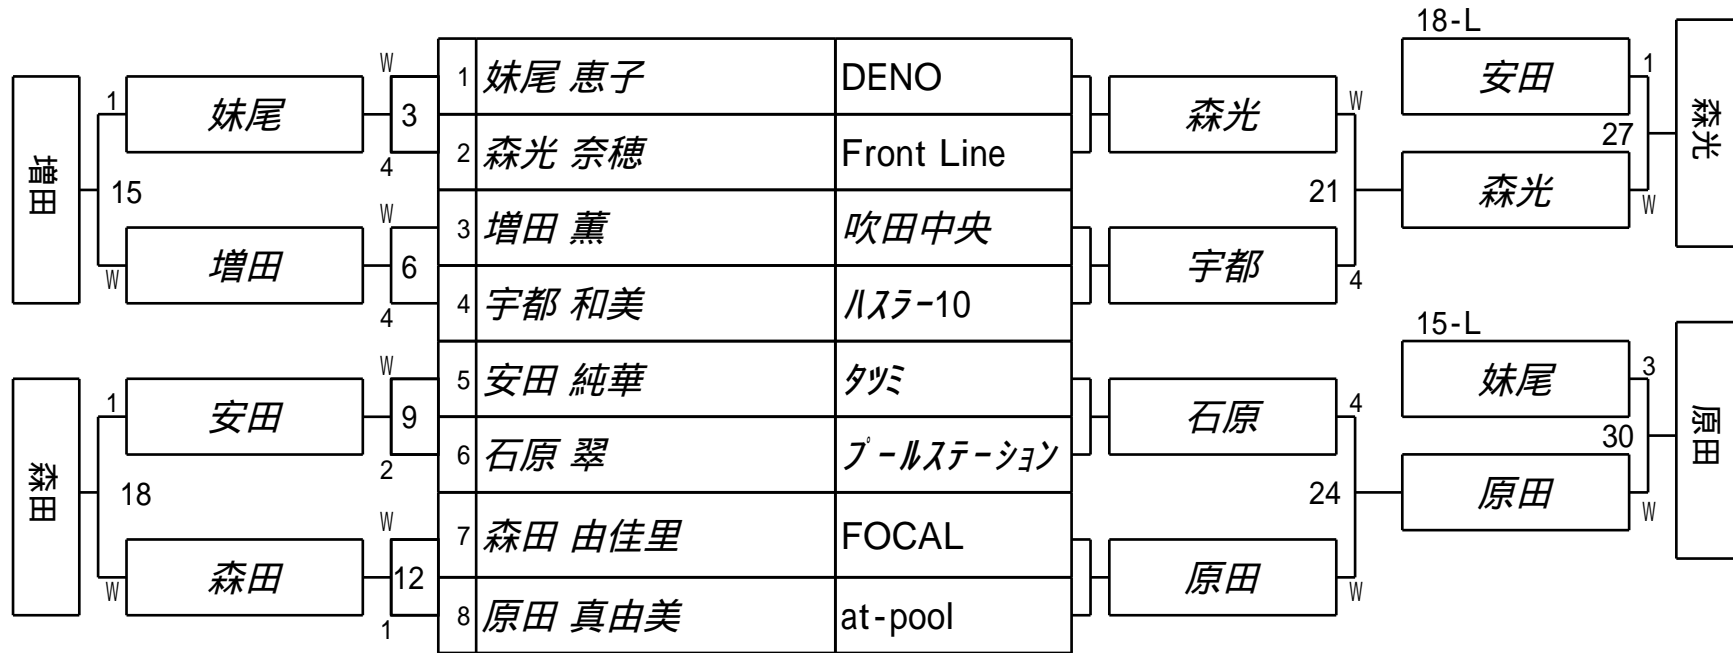 増田
森田
1
妹尾
15
W
増田
1
安田
18
W
森田
W
3
4
W
6
4
W
9
2
W
12
1
1 妹尾 恵子 DENO
2 森光 奈穂 Front Line
3 増田 薫 吹田中央
4 宇都 和美 ﾊｽﾗｰ10
5 安田 純華 ﾀﾂﾐ
6 石原 翠 ﾌﾟｰﾙｽﾃｰｼｮﾝ
7 森田 由佳里 FOCAL
8 原田 真由美 at-pool
森光 W
21
宇都 4
石原 4
24
原田 W
18-L
安田 1
27
森光 W
15-L
妹尾 3
30
原田 W
森光
原田